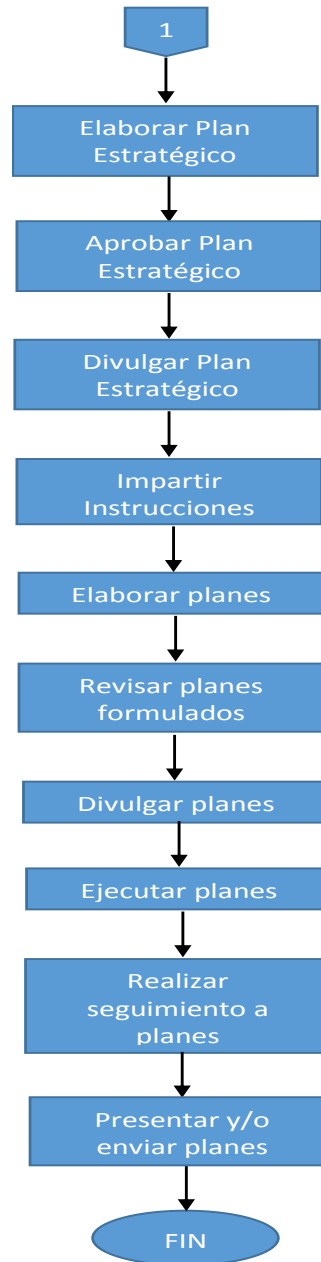 1
Elaborar Plan
Estratégico
Aprobar Plan
Estratégico
Divulgar Plan
Estratégico
Impartir
Instrucciones
Elaborar planes
Revisar planes
formulados
Divulgar planes
Ejecutar planes
Realizar
seguimiento a
planes
Presentar y/o
enviar planes
FIN